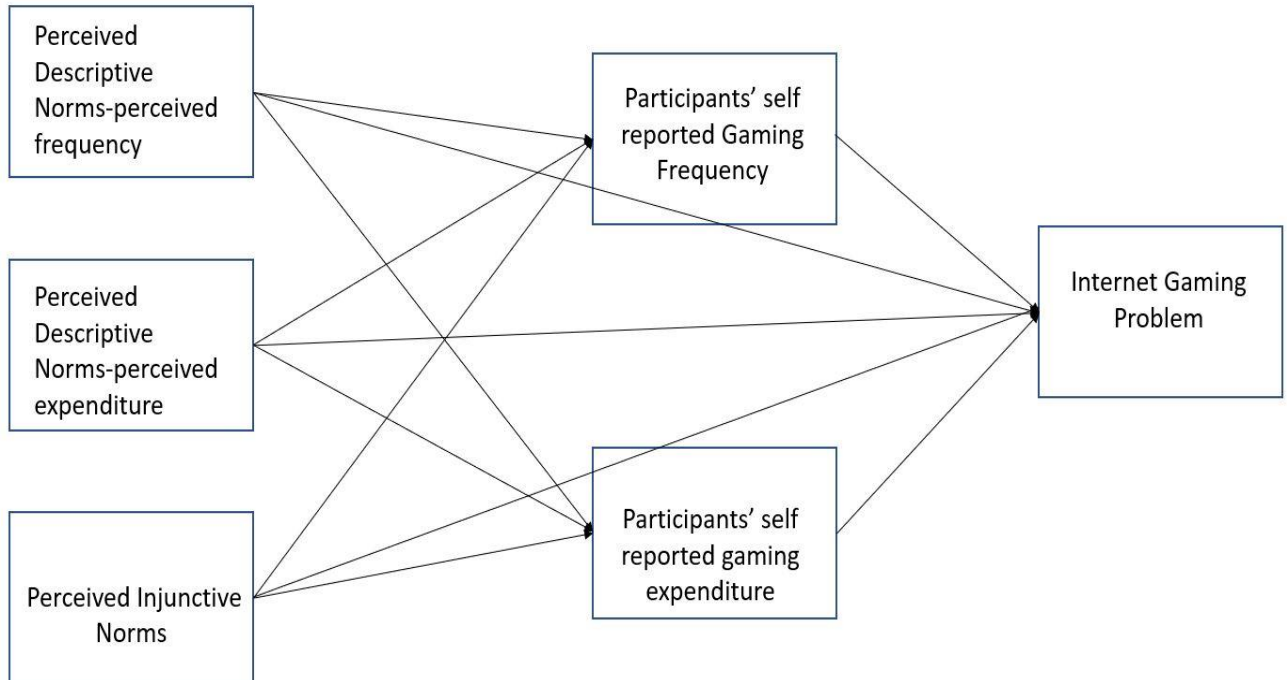 Perceived
Descriptive
Norms-perceived
frequency
Participants’ self
reported Gaming
Frequency
Internet Gaming
Problem
Perceived
Descriptive
Norms-perceived
expenditure
Participants’ self
reported gaming
expenditure
Perceived Injunctive
Norms